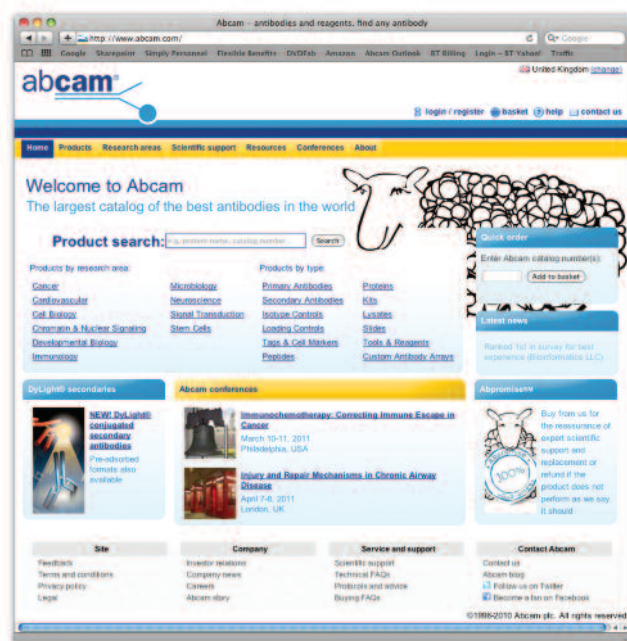 Abcam – antibodies and reagents, find any antibody
http://www.abcam.com/
Google
Google Sharepoint Simply Personnel Flexible Benefits DVDFab Amazon Abcam Outlook BT Billing Login – BT Yahoo! Traffic
United Kingdom (change)
abcam
login / register basket help contact us
Home Products Research areas Scientific support Resources Conferences About
Welcome to Abcam
The largest catalog of the best antibodies in the world
Product search: e.g. protein name, catalog number... Search
Quick order
Enter Abcam catalog number(s):
Add to basket
Products by research area:
Cancer
Cardiovascular
Cell Biology
Chromatin & Nuclear Signaling
Developmental Biology
Immunology
Microbiology
Neuroscience
Signal Transduction
Stem Cells
Products by type:
Primary Antibodies
Secondary Antibodies
Isotype Controls
Loading Controls
Tags & Cell Markers
Peptides
Proteins
Kits
Lysates
Slides
Tools & Reagents
Custom Antibody Arrays
Latest news
Ranked 1st in survey for best
experience (Bioinformatics LLC)
DyLight® secondaries
NEW! DyLight®
conjugated
secondary
antibodies
Pre-adsorbed
formats also
available
Abcam conferences
Immunochemotherapy: Correcting Immune Escape in
Cancer
March 10-11, 2011
Philadelphia, USA
Injury and Repair Mechanisms in Chronic Airway
Disease
April 7-8, 2011
London, UK
Abpromise℠
100%
Buy from us for
the reassurance of
expert scientific
support and
replacement or
refund if the
product does not
perform as we say
it should
Site
Feedback
Terms and conditions
Privacy policy
Legal
Company
Investor relations
Company news
Careers
Abcam story
Service and support
Scientific support
Technical FAQs
Protocols and advice
Buying FAQs
Contact Abcam
Contact us
Abcam blog
Follow us on Twitter
Become a fan on Facebook
©1998-2010 Abcam plc. All rights reserved